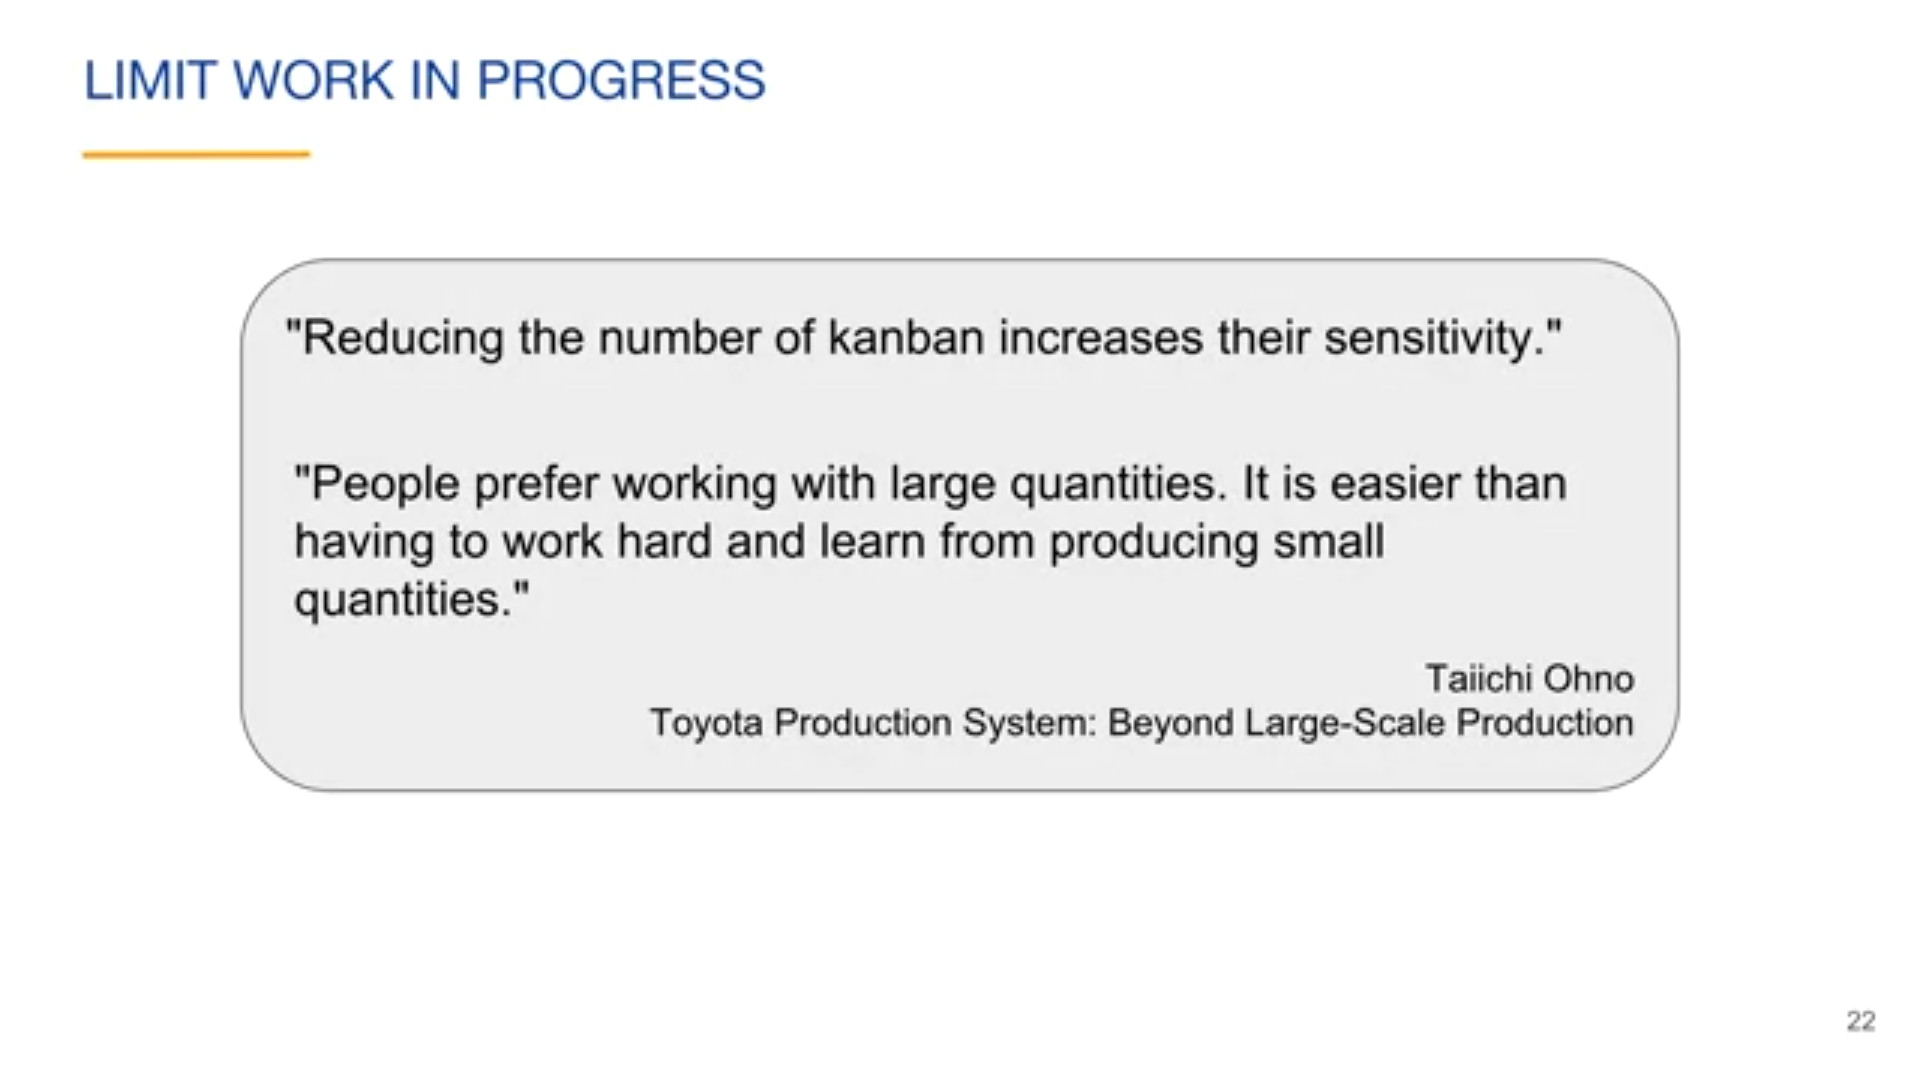 LIMIT WORK IN PROGRESS
"Reducing the number of kanban increases their sensitivity."
"People prefer working with large quantities. It is easier than
having to work hard and learn from producing small
quantities."
Taiichi Ohno
Toyota Production System: Beyond Large-Scale Production
22